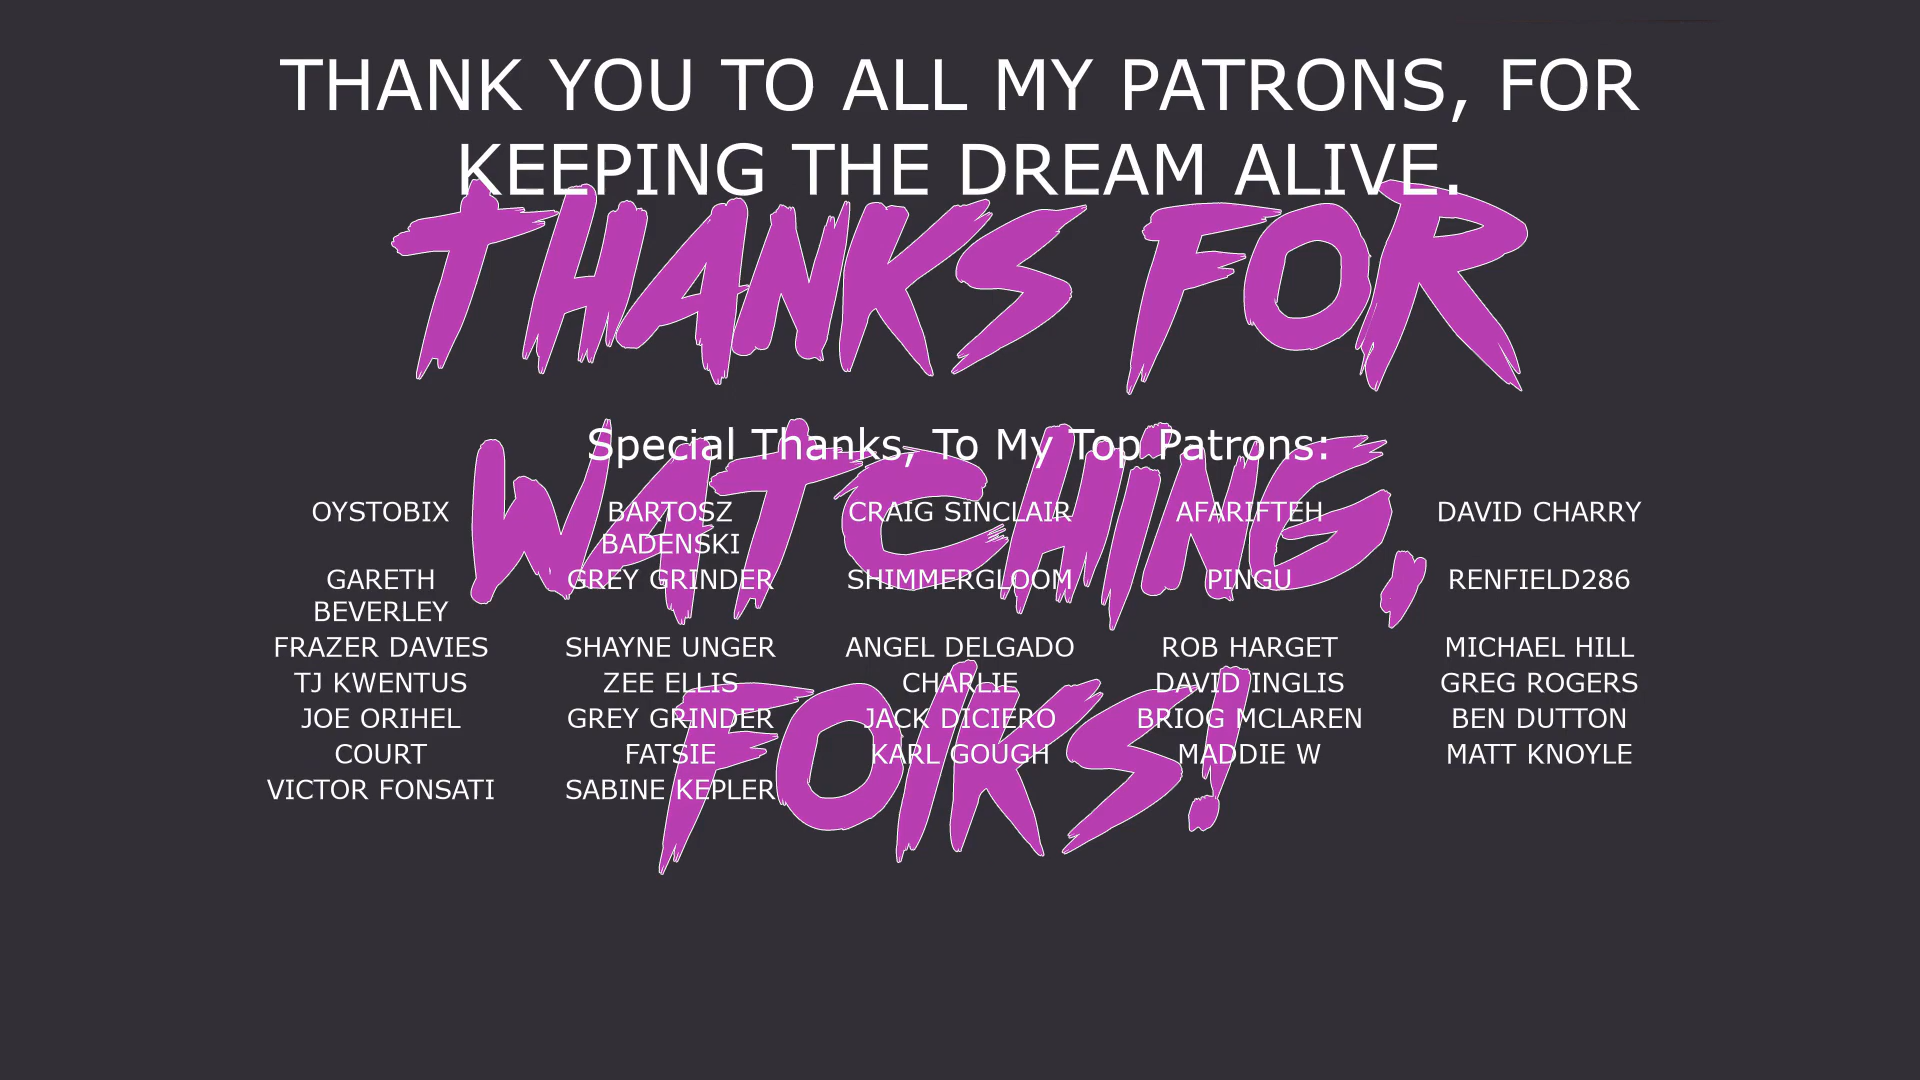 THANK YOU TO ALL MY PATRONS, FOR
KEEPING THE DREAM ALIVE.
THANKS FOR
WATCHING,
FOLKS!
Special Thanks, To My Top Patrons:
OYSTOBIX BARTOSZ CRAIG SINCLAIR AFARIFTEH DAVID CHARRY
BADENSKI
GARETH GREY GRINDER SHIMMERGLOOM PINGU RENFIELD286
BEVERLEY
FRAZER DAVIES SHAYNE UNGER ANGEL DELGADO ROB HARGET MICHAEL HILL
TJ KWENTUS ZEE ELLIS CHARLIE DAVID INGLIS GREG ROGERS
JOE ORIHEL GREY GRINDER JACK DICIERO BRIOG MCLAREN BEN DUTTON
COURT FATSIE KARL GOUGH MADDIE W MATT KNOYLE
VICTOR FONSATI SABINE KEPLER